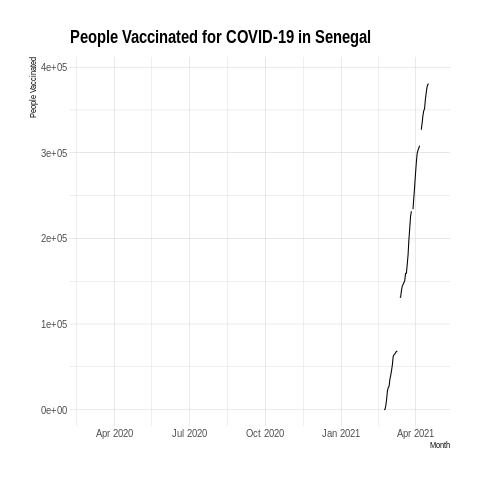 People Vaccinated for COVID-19 in Senegal
People Vaccinated
4e+05
3e+05
2e+05
1e+05
0e+00
Apr 2020 Jul 2020 Oct 2020 Jan 2021 Apr 2021
Month